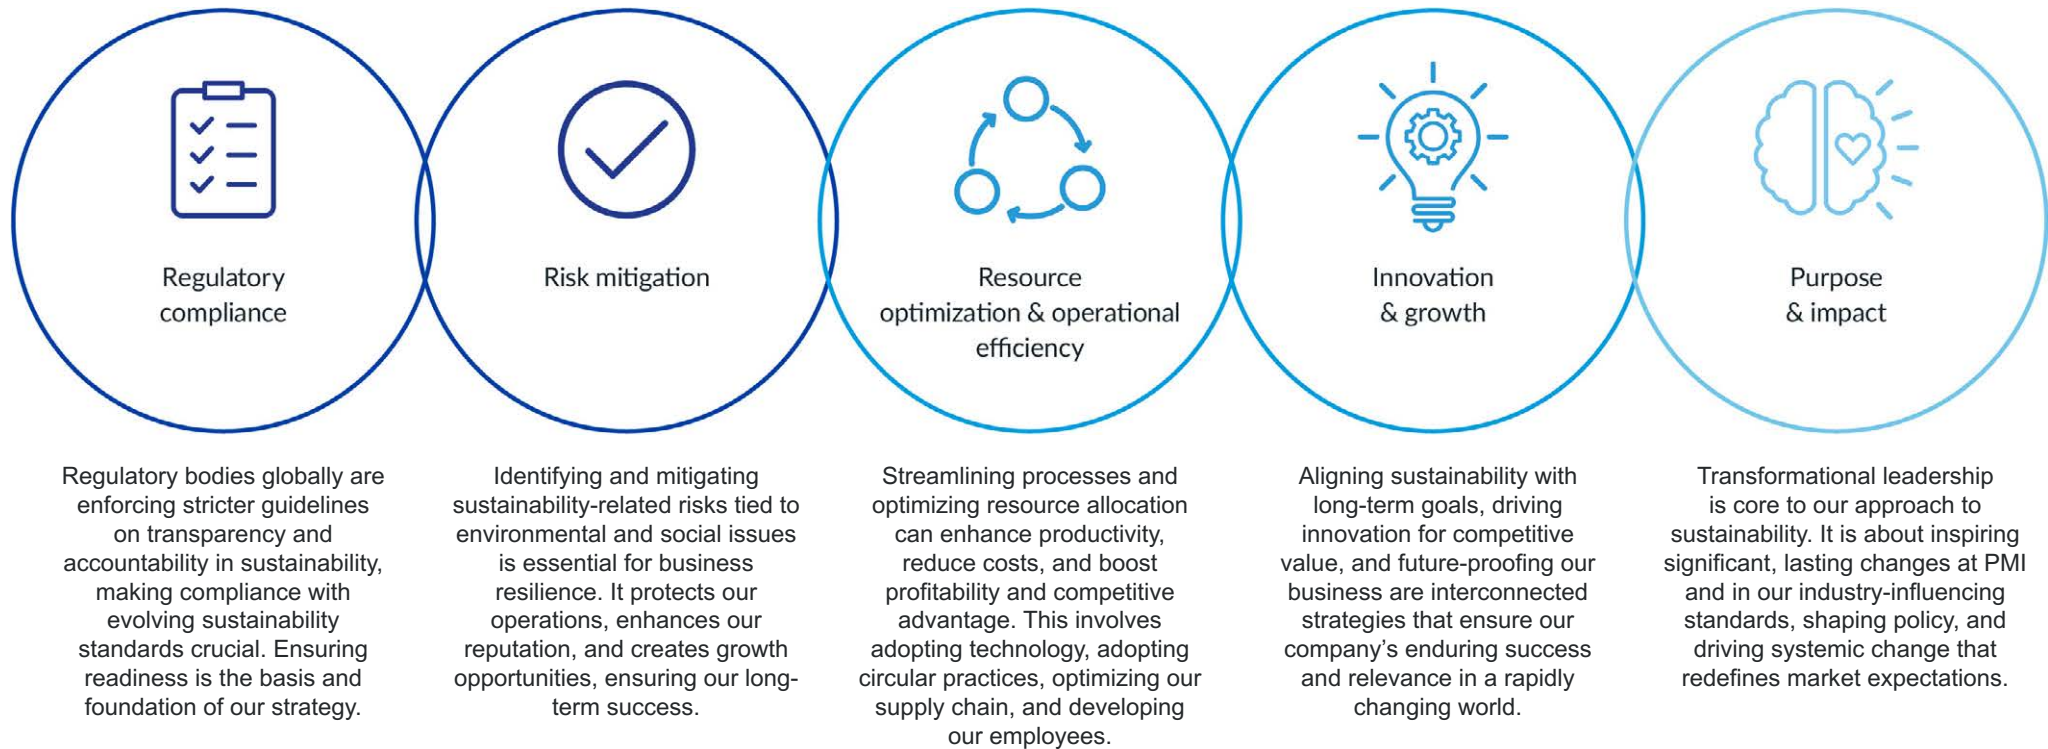 Regulatory
compliance
Risk mitigation
Resource
optimization & operational
efficiency
Innovation
& growth
Purpose
& impact
Regulatory bodies globally are
enforcing stricter guidelines
on transparency and
accountability in sustainability,
making compliance with
evolving sustainability
standards crucial. Ensuring
readiness is the basis and
foundation of our strategy.
Identifying and mitigating
sustainability-related risks tied to
environmental and social issues
is essential for business
resilience. It protects our
operations, enhances our
reputation, and creates growth
opportunities, ensuring our long-
term success.
Streamlining processes and
optimizing resource allocation
can enhance productivity,
reduce costs, and boost
profitability and competitive
advantage. This involves
adopting technology, adopting
circular practices, optimizing our
supply chain, and developing
our employees.
Aligning sustainability with
long-term goals, driving
innovation for competitive
value, and future-proofing our
business are interconnected
strategies that ensure our
company’s enduring success
and relevance in a rapidly
changing world.
Transformational leadership
is core to our approach to
sustainability. It is about inspiring
significant, lasting changes at PMI
and in our industry-influencing
standards, shaping policy, and
driving systemic change that
redefines market expectations.